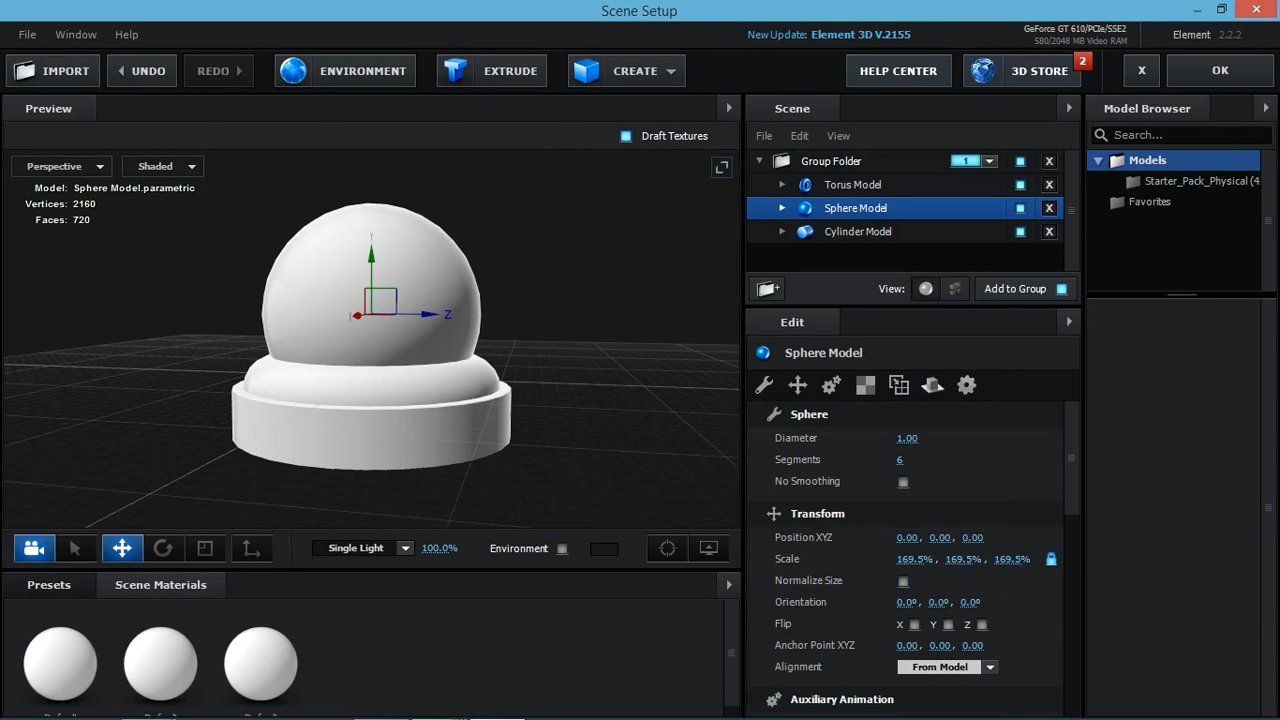 Scene Setup
File Window Help
New Update: Element 3D V.2155
GeForce GT 610/PCIe/SSE2
580/2048 MB Video RAM
Element 2.2.2
IMPORT UNDO REDO ENVIRONMENT EXTRUDE CREATE HELP CENTER 3D STORE 2 X OK
Preview
Draft Textures
Perspective Shaded
Model: Sphere Model.parametric
Vertices: 2160
Faces: 720
Y
Z
Single Light 100.0% Environment
Presets Scene Materials
Scene
File Edit View
Group Folder 1 X
Torus Model X
Sphere Model X
Cylinder Model X
View: Add to Group
Edit
Sphere Model
Sphere
Diameter 1.00
Segments 6
No Smoothing
Transform
Position XYZ 0.00, 0.00, 0.00
Scale 169.5%, 169.5%, 169.5%
Normalize Size
Orientation 0.0º, 0.0º, 0.0º
Flip X Y Z
Anchor Point XYZ 0.00, 0.00, 0.00
Alignment From Model
Auxiliary Animation
Model Browser
Search...
Models
Starter_Pack_Physical (4
Favorites